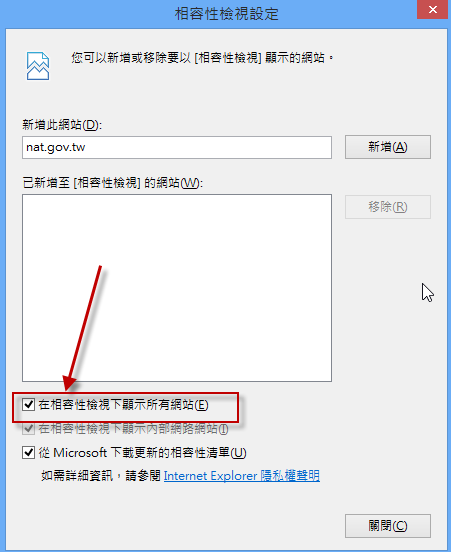 相容性檢視設定
您可以新增或移除要以 [相容性檢視] 顯示的網站。
新增此網站(D):
nat.gov.tw
新增(A)
已新增至 [相容性檢視] 的網站(W):
移除(R)
在相容性檢視下顯示所有網站(E)
在相容性檢視下顯示內部網路網站(I)
從 Microsoft 下載更新的相容性清單(U)
如需詳細資訊，請參閱 Internet Explorer 隱私權聲明
關閉(C)